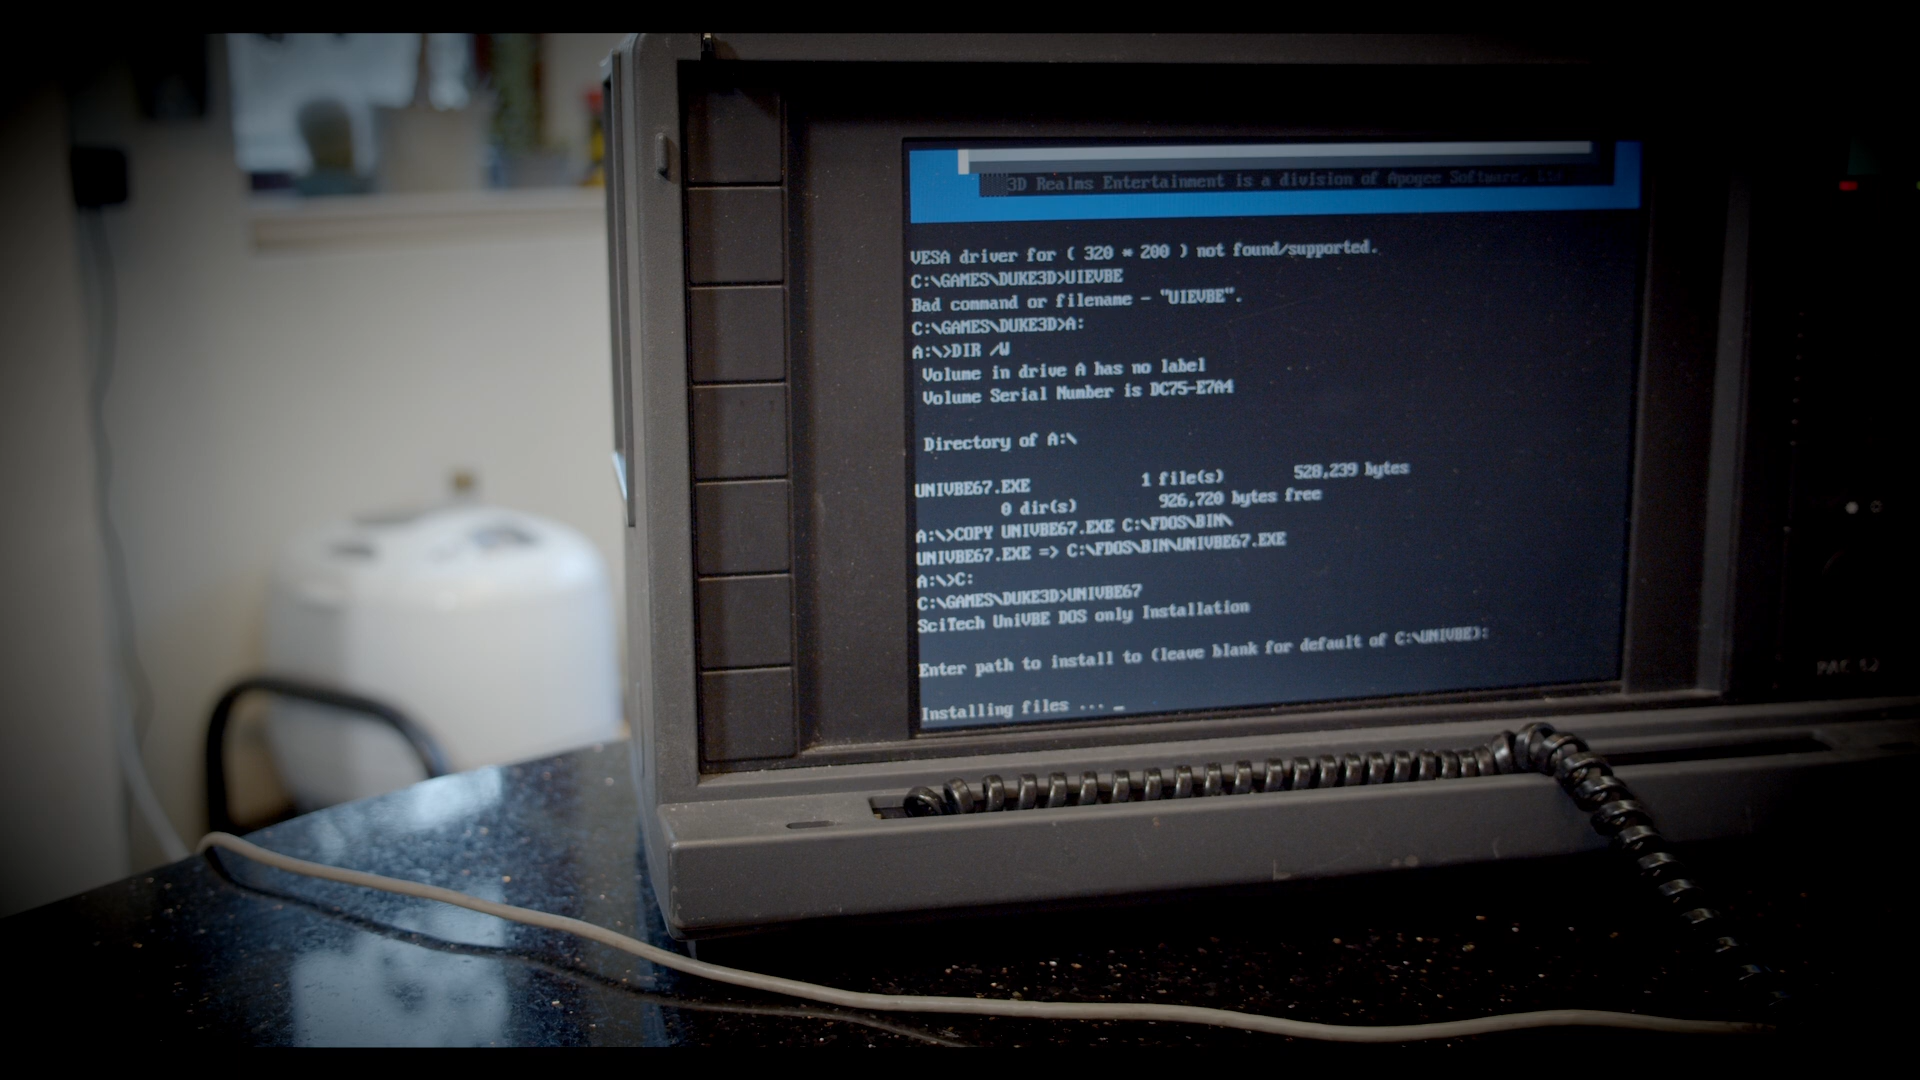 3D Realms Entertainment is a division of Apogee Software, Lt
VESA driver for ( 320 * 200 ) not found/supported.
C:\GAMES\DUKE3D>UIEVBE
Bad command or filename - "UIEVBE".
C:\GAMES\DUKE3D>A:
A:\>DIR /W
Volume in drive A has no label
Volume Serial Number is DC75-E7A4
Directory of A:\
UNIVBE67.EXE 1 file(s) 528,239 bytes
0 dir(s) 926,720 bytes free
A:\>COPY UNIVBE67.EXE C:\FDOS\BIN\
UNIVBE67.EXE => C:\FDOS\BIN\UNIVBE67.EXE
A:\>C:
C:\GAMES\DUKE3D>UNIVBE67
SciTech UniVBE DOS only Installation
Enter path to install to (leave blank for default of C:\UNIVBE):
Installing files ... _